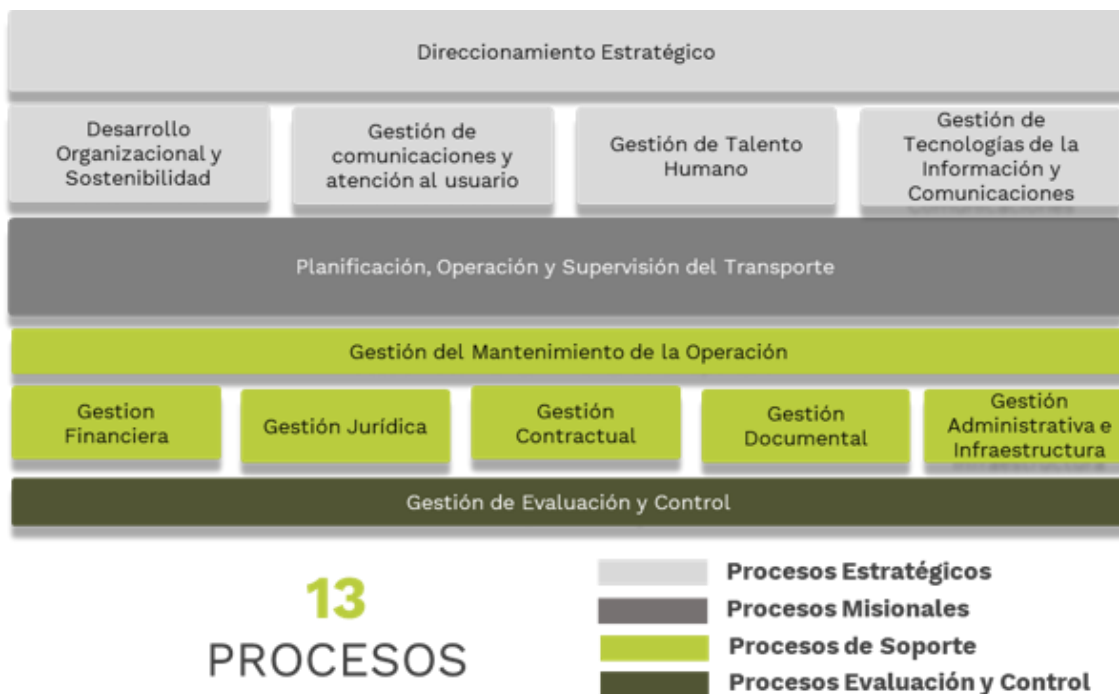 Direccionamiento Estratégico
Desarrollo
Organizacional y
Sostenibilidad
Gestión de
comunicaciones y
atención al usuario
Gestión de Talento
Humano
Gestión de
Tecnologías de la
Información y
Comunicaciones
Planificación, Operación y Supervisión del Transporte
Gestión del Mantenimiento de la Operación
Gestion
Financiera
Gestión Jurídica
Gestión
Contractual
Gestión
Documental
Gestión
Administrativa e
Infraestructura
Gestión de Evaluación y Control
13
PROCESOS
Procesos Estratégicos
Procesos Misionales
Procesos de Soporte
Procesos Evaluación y Control